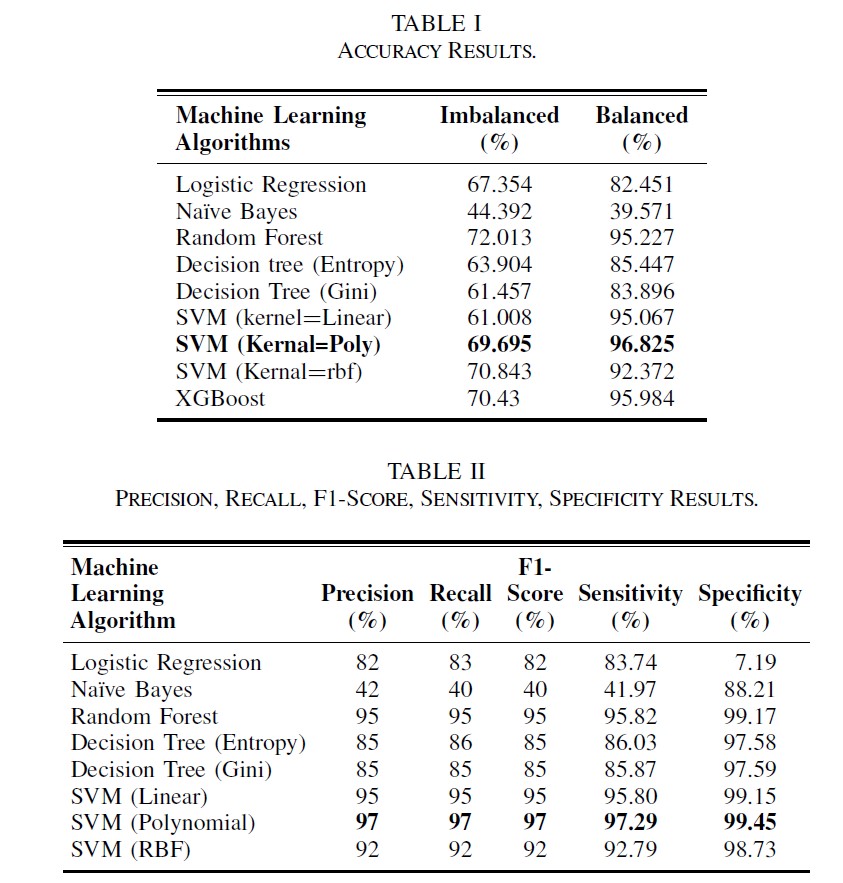 TABLE I
ACCURACY RESULTS.
Machine Learning Imbalanced Balanced
Algorithms (%) (%)
Logistic Regression 67.354 82.451
Naïve Bayes 44.392 39.571
Random Forest 72.013 95.227
Decision tree (Entropy) 63.904 85.447
Decision Tree (Gini) 61.457 83.896
SVM (kernel=Linear) 61.008 95.067
SVM (Kernal=Poly) 69.695 96.825
SVM (Kernal=rbf) 70.843 92.372
XGBoost 70.43 95.984
TABLE II
PRECISION, RECALL, F1-SCORE, SENSITIVITY, SPECIFICITY RESULTS.
Machine F1-
Learning Precision Recall Score Sensitivity Specificity
Algorithm (%) (%) (%) (%) (%)
Logistic Regression 82 83 82 83.74 7.19
Naïve Bayes 42 40 40 41.97 88.21
Random Forest 95 95 95 95.82 99.17
Decision Tree (Entropy) 85 86 85 86.03 97.58
Decision Tree (Gini) 85 85 85 85.87 97.59
SVM (Linear) 95 95 95 95.80 99.15
SVM (Polynomial) 97 97 97 97.29 99.45
SVM (RBF) 92 92 92 92.79 98.73